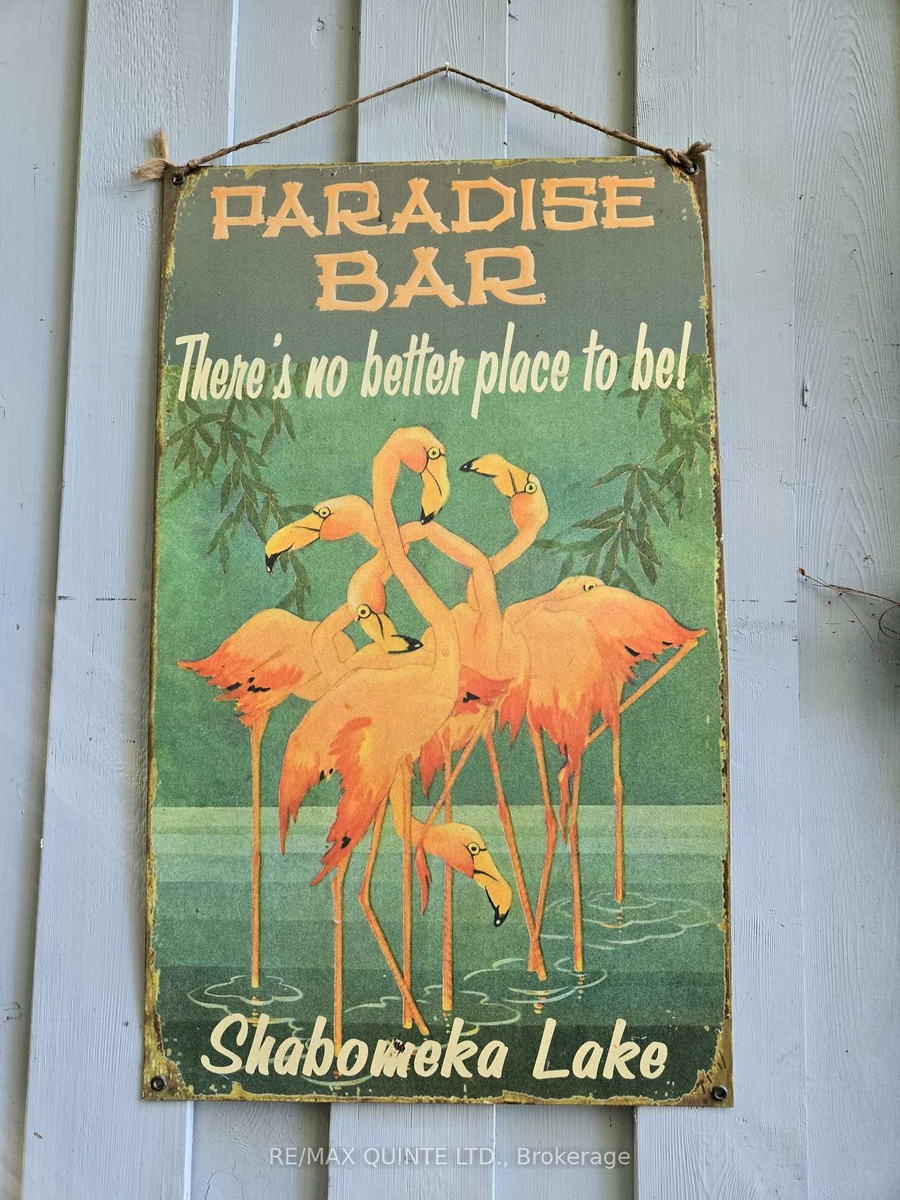 PARADISE
BAR
There's no better place to be!
Shabomeka Lake
RE/MAX QUINTE LTD., Brokerage